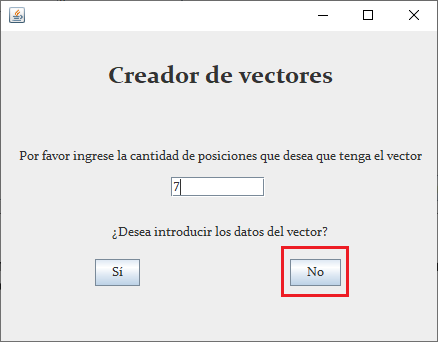 Creador de vectores
Por favor ingrese la cantidad de posiciones que desea que tenga el vector
7
¿Desea introducir los datos del vector?
Sí No